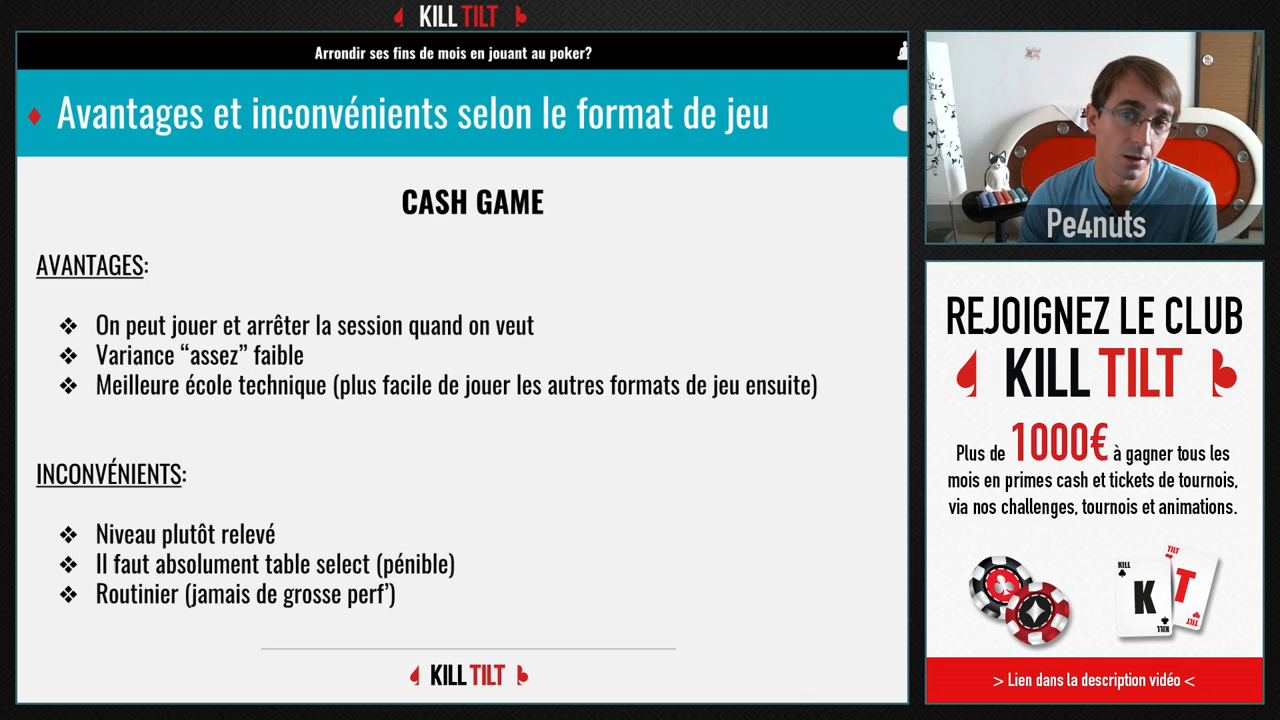 KILL TILT
Arrondir ses fins de mois en jouant au poker?
Avantages et inconvénients selon le format de jeu
CASH GAME
AVANTAGES:
❖ On peut jouer et arrêter la session quand on veut
❖ Variance “assez” faible
❖ Meilleure école technique (plus facile de jouer les autres formats de jeu ensuite)
INCONVÉNIENTS:
❖ Niveau plutôt relevé
❖ Il faut absolument table select (pénible)
❖ Routinier (jamais de grosse perf’)
KILL TILT
Pe4nuts
REJOIGNEZ LE CLUB
KILL TILT
Plus de 1000€ à gagner tous les
mois en primes cash et tickets de tournois,
via nos challenges, tournois et animations.
KILL
K
KILL
TILT
T
TILT
> Lien dans la description vidéo <